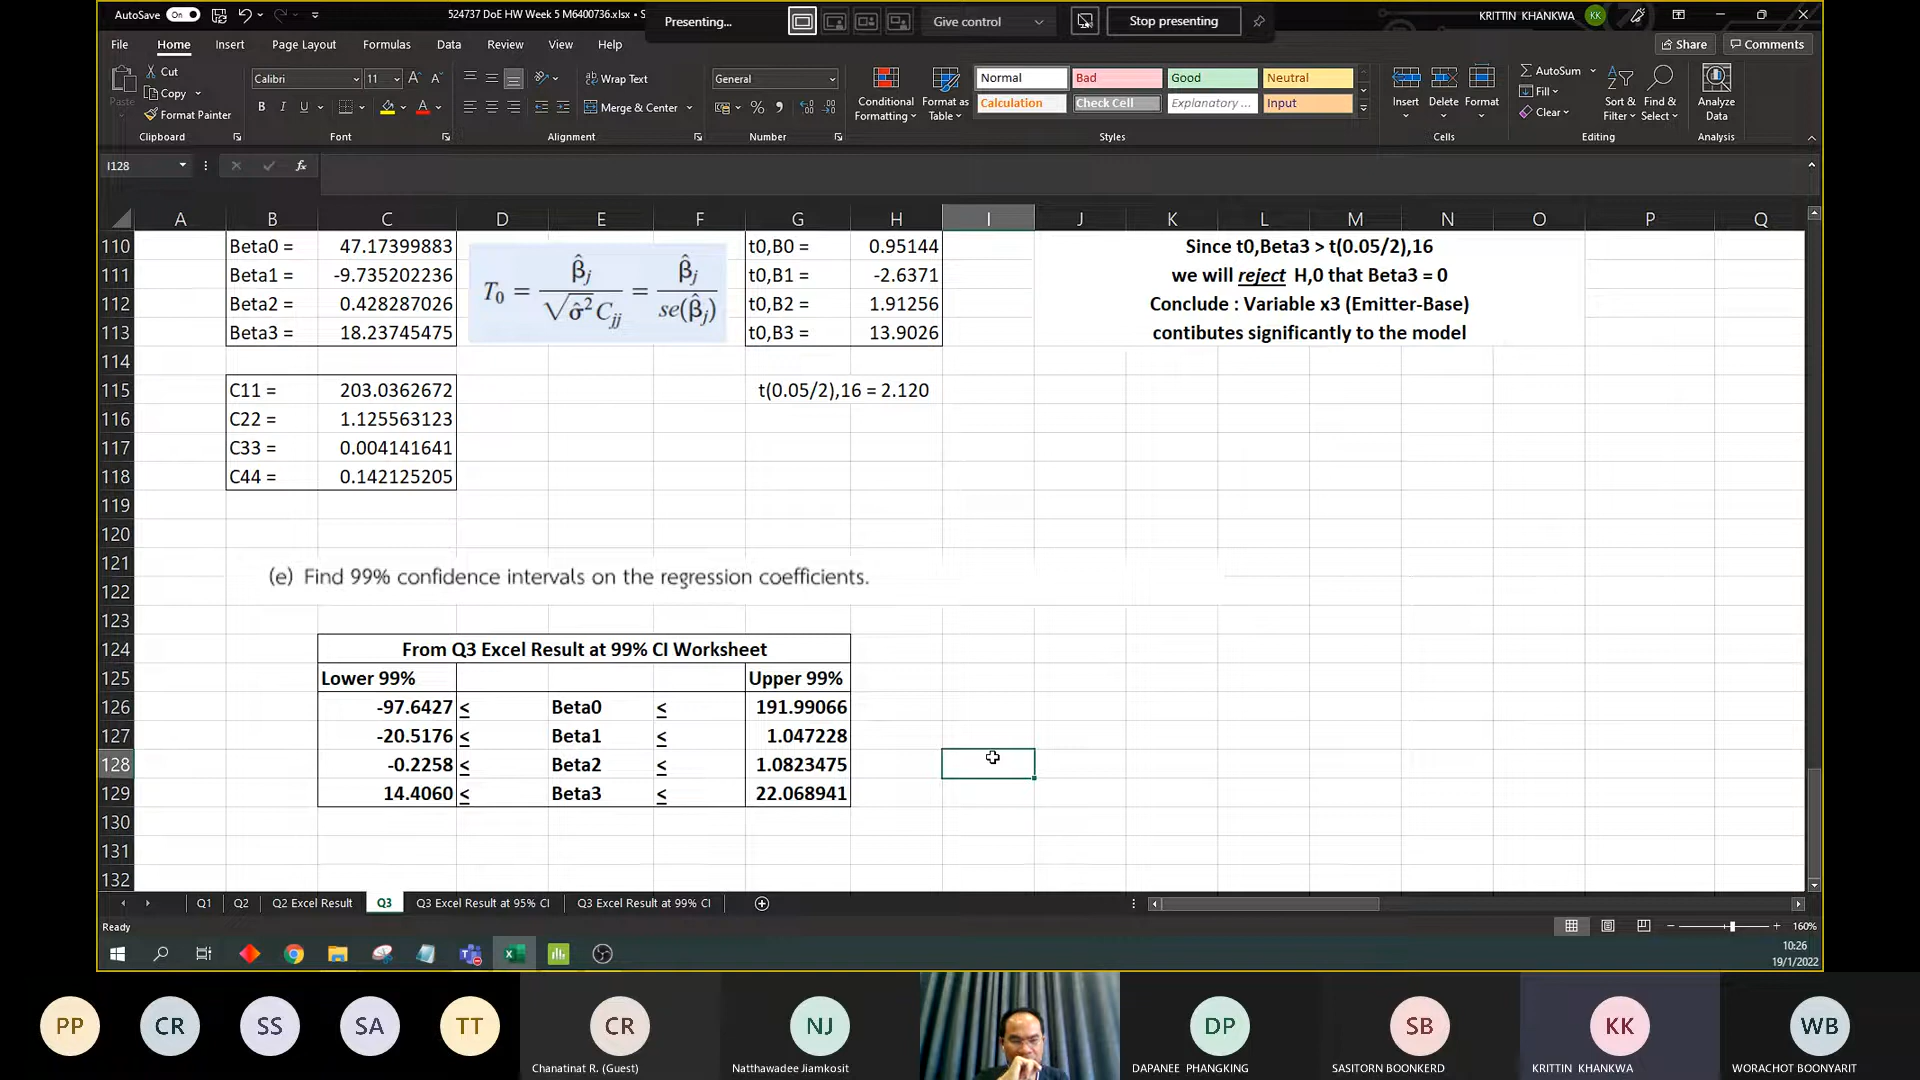 AutoSave On 524737 DoE HW Week 5 M6400736.xlsx • S Presenting... Give control Stop presenting KRITTIN KHANKWA KK
File Home Insert Page Layout Formulas Data Review View Help Share Comments
Cut Calibri 11 Wrap Text General Normal Bad Good Neutral AutoSum
Copy Fill
Paste Format Painter B I U Merge & Center Conditional Formatting Format as Table Calculation Check Cell Explanatory ... Input Insert Delete Format Clear Sort & Filter Find & Select Analyze Data
Clipboard Font Alignment Number Styles Cells Editing Analysis
I128 fx
A B C D E F G H I J K L M N O P Q
110 Beta0 = 47.17399883 t0,B0 = 0.95144 Since t0,Beta3 > t(0.05/2),16
111 Beta1 = -9.735202236 t0,B1 = -2.6371 we will reject H,0 that Beta3 = 0
112 Beta2 = 0.428287026 t0,B2 = 1.91256 Conclude : Variable x3 (Emitter-Base)
113 Beta3 = 18.23745475 t0,B3 = 13.9026 contibutes significantly to the model
T0 = β̂j / √σ̂²Cjj = β̂j / se(β̂j)
114
115 C11 = 203.0362672 t(0.05/2),16 = 2.120
116 C22 = 1.125563123
117 C33 = 0.004141641
118 C44 = 0.142125205
119
120
121
(e) Find 99% confidence intervals on the regression coefficients.
122
123
124 From Q3 Excel Result at 99% CI Worksheet
125 Lower 99% Upper 99%
126 -97.6427 ≤ Beta0 ≤ 191.99066
127 -20.5176 ≤ Beta1 ≤ 1.047228
128 -0.2258 ≤ Beta2 ≤ 1.0823475
129 14.4060 ≤ Beta3 ≤ 22.068941
130
131
132
Q1 Q2 Q2 Excel Result Q3 Q3 Excel Result at 95% CI Q3 Excel Result at 99% CI
Ready 160%
10:26
19/1/2022
PP CR SS SA TT CR NJ DP SB KK WB
Chanatinat R. (Guest) Natthawadee Jiamkosit DAPANEE PHANGKING SASITORN BOONKERD KRITTIN KHANKWA WORACHOT BOONYARIT